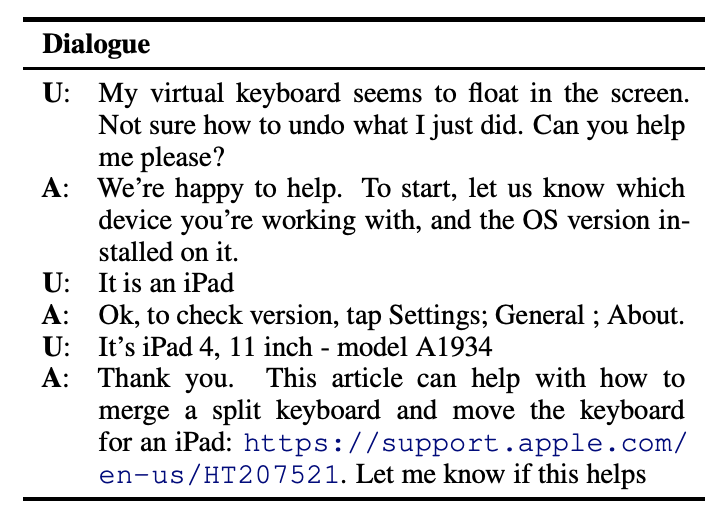 Dialogue
U: My virtual keyboard seems to float in the screen.
Not sure how to undo what I just did. Can you help
me please?
A: We're happy to help. To start, let us know which
device you're working with, and the OS version in-
stalled on it.
U: It is an iPad
A: Ok, to check version, tap Settings; General ; About.
U: It's iPad 4, 11 inch - model A1934
A: Thank you. This article can help with how to
merge a split keyboard and move the keyboard
for an iPad: https://support.apple.com/
en-us/HT207521. Let me know if this helps